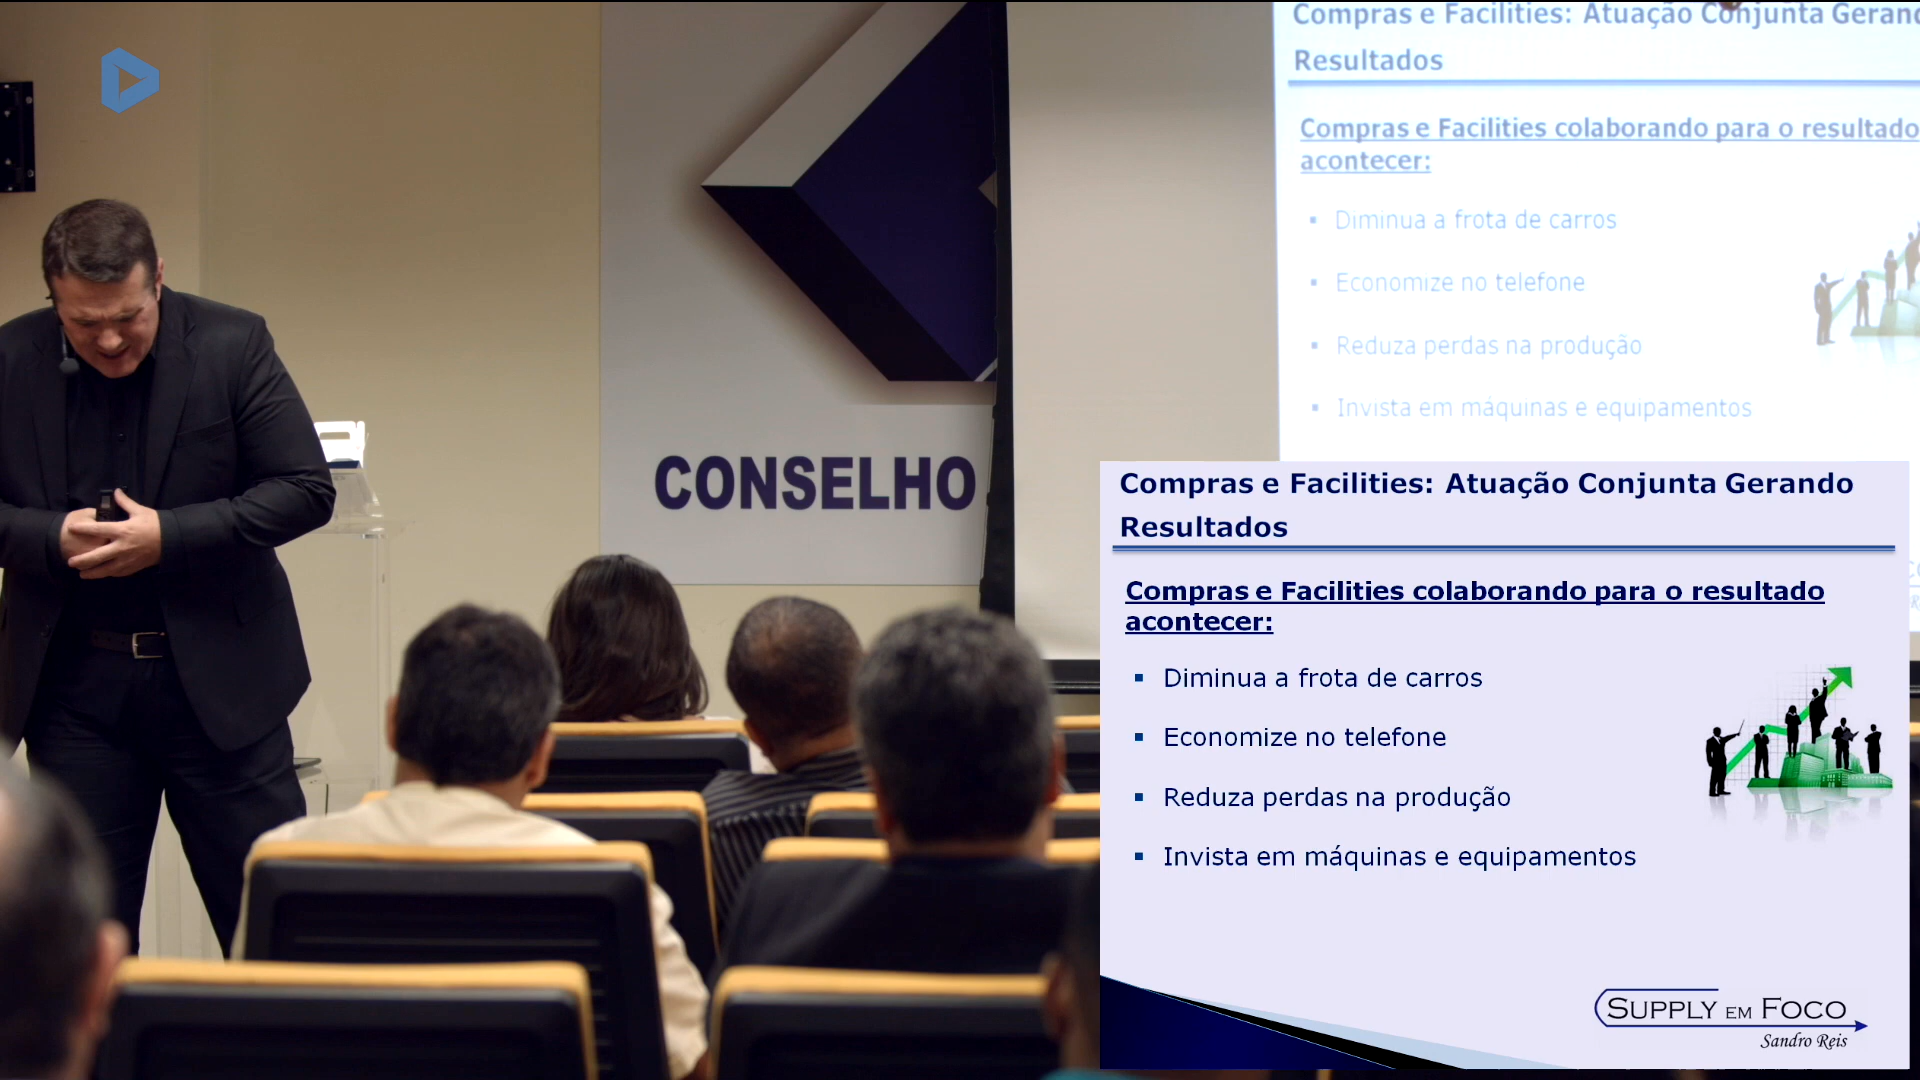 Compras e Facilities: Atuação Conjunta
Resultados
Compras e Facilities colaborando para o resultado
acontecer:
▪ Diminua a frota de carros
▪ Economize no telefone
▪ Reduza perdas na produção
▪ Invista em máquinas e equipamentos
CONSELHO
Compras e Facilities: Atuação Conjunta Gerando
Resultados
Compras e Facilities colaborando para o resultado
acontecer:
▪ Diminua a frota de carros
▪ Economize no telefone
▪ Reduza perdas na produção
▪ Invista em máquinas e equipamentos
SUPPLY EM FOCO
Sandro Reis